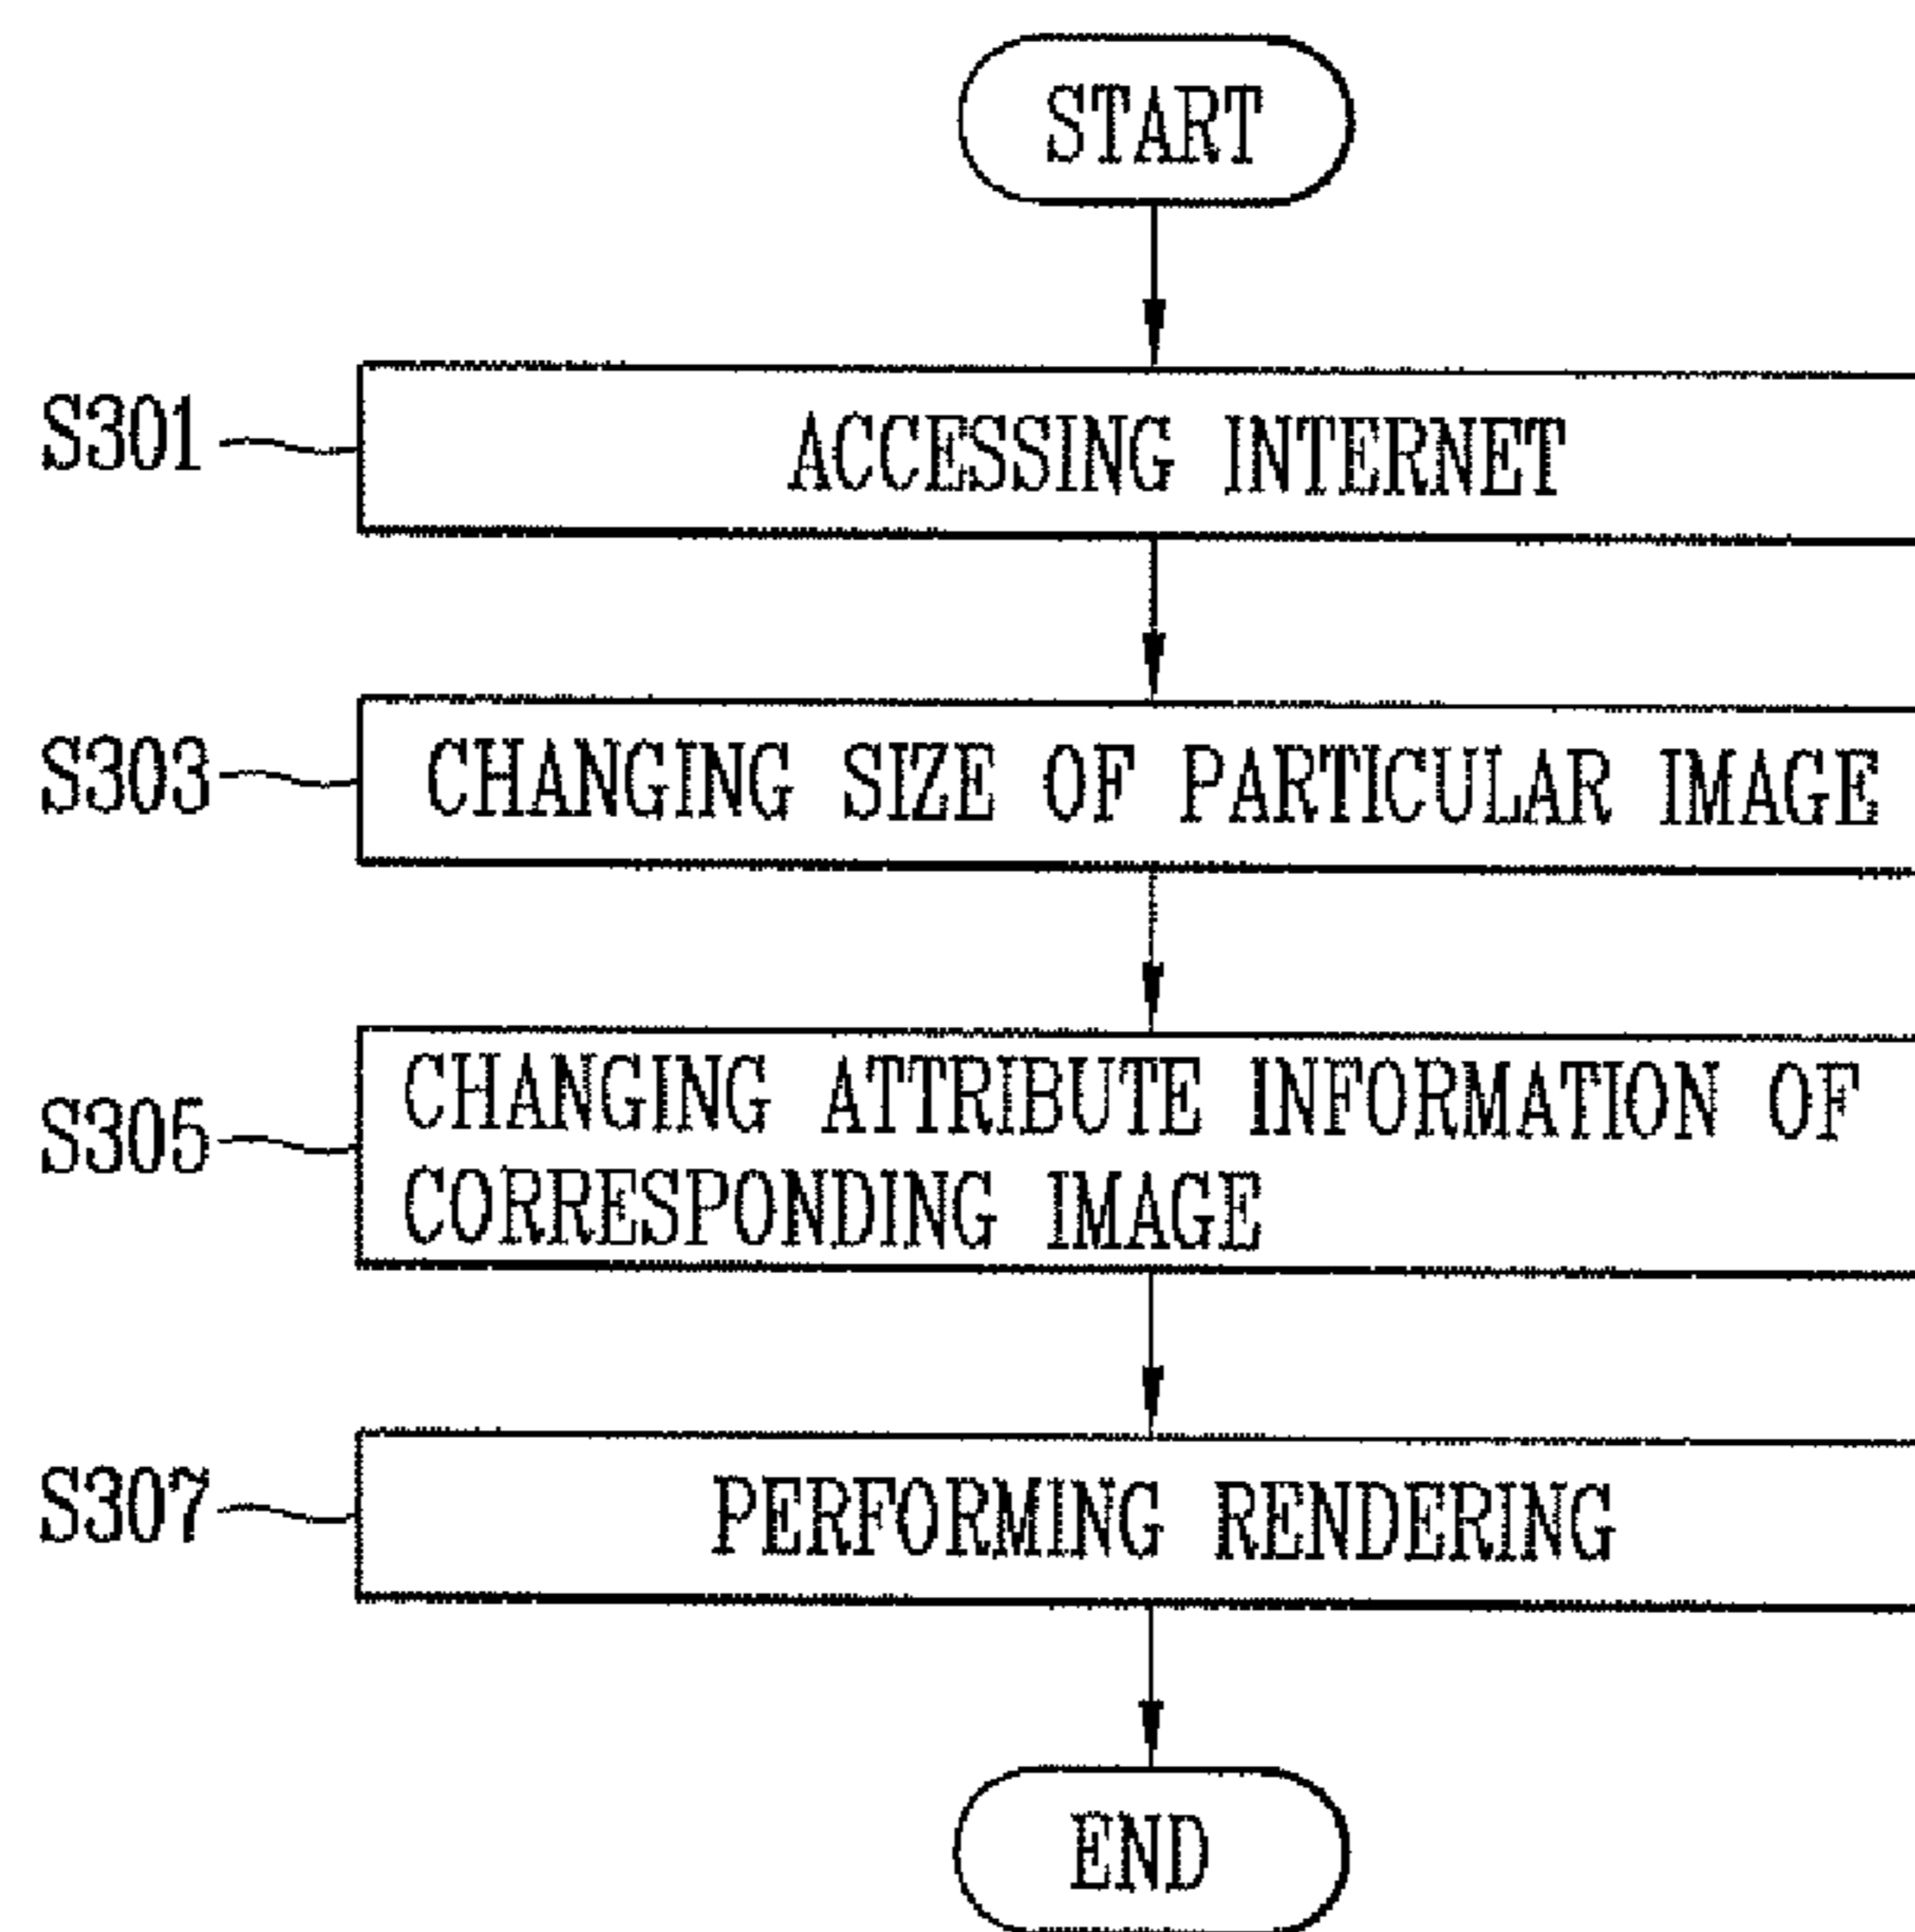 START
S301
ACCESSING INTERNET
S303
CHANGING SIZE OF PARTICULAR IMAGE
S305
CHANGING ATTRIBUTE INFORMATION OF
CORRESPONDING IMAGE
S307
PERFORMING RENDERING
END